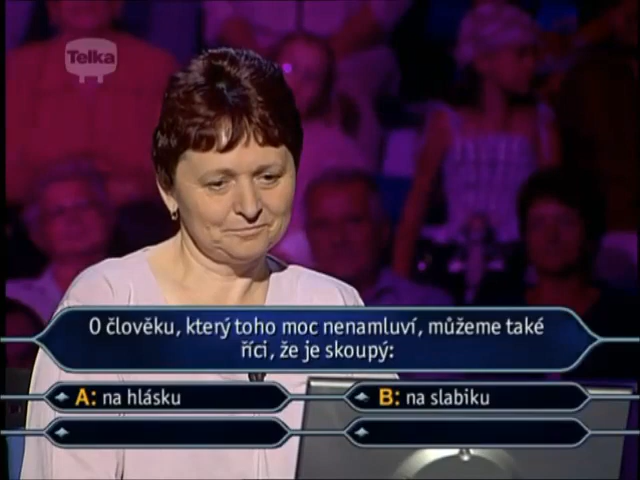 Telka
O člověku, který toho moc nenamluví, můžeme také
říci, že je skoupý:
A: na hlásku
B: na slabiku